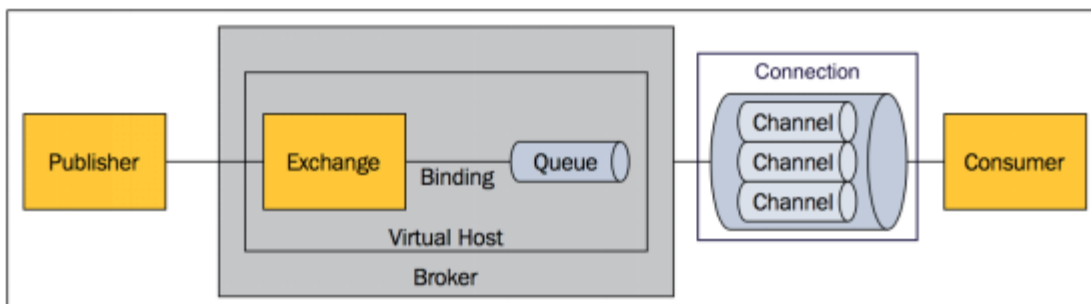 Publisher
Exchange
Binding
Queue
Virtual Host
Broker
Connection
Channel
Channel
Channel
Consumer